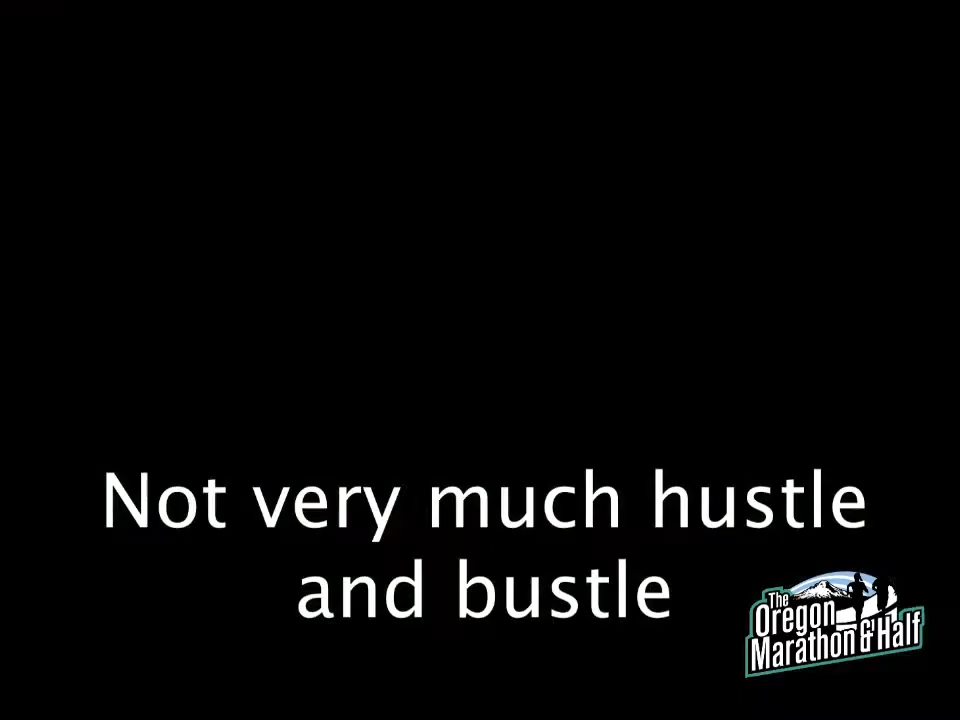 Not very much hustle
and bustle
The
Oregon
Marathon & Half